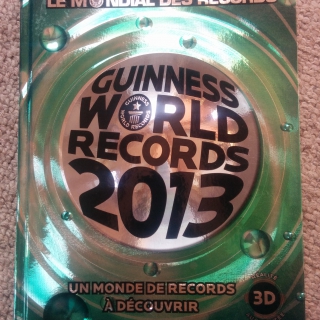 LE MONDIAL DES RECORDS
GUINNESS
WORLD
RECORDS
2013
UN MONDE DE RECORDS
À DÉCOUVRIR
3D